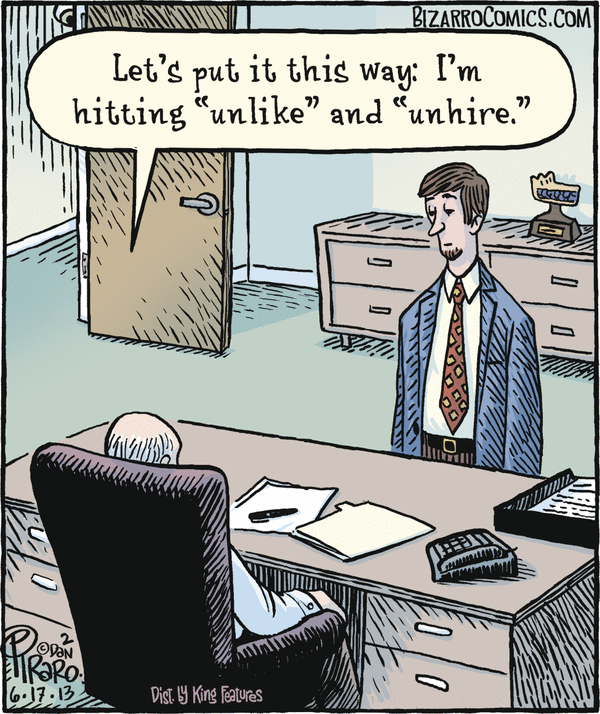 BIZARROCOMICS.COM
Let's put it this way: I'm
hitting "unlike" and "unhire."
2
©DAN
PIRARO.
6·17·13
Dist. by King Features